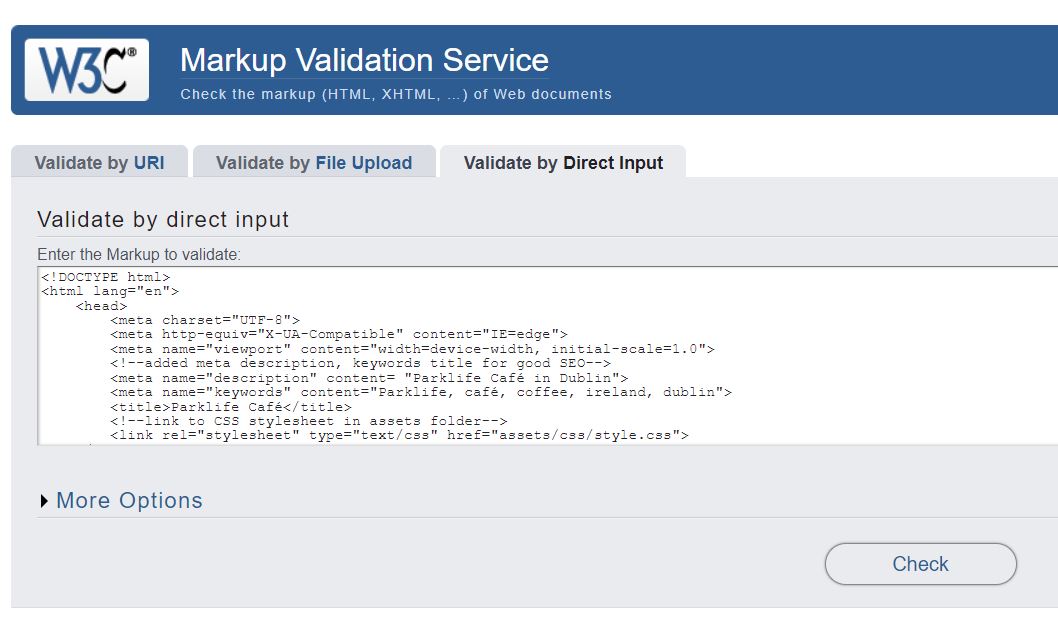 W3C®
Markup Validation Service
Check the markup (HTML, XHTML, …) of Web documents
Validate by URI
Validate by File Upload
Validate by Direct Input
Validate by direct input
Enter the Markup to validate:
<!DOCTYPE html>
<html lang="en">
    <head>
        <meta charset="UTF-8">
        <meta http-equiv="X-UA-Compatible" content="IE=edge">
        <meta name="viewport" content="width=device-width, initial-scale=1.0">
        <!--added meta description, keywords title for good SEO-->
        <meta name="description" content= "Parklife Café in Dublin">
        <meta name="keywords" content="Parklife, café, coffee, ireland, dublin">
        <title>Parklife Café</title>
        <!--link to CSS stylesheet in assets folder-->
        <link rel="stylesheet" type="text/css" href="assets/css/style.css">
More Options
Check